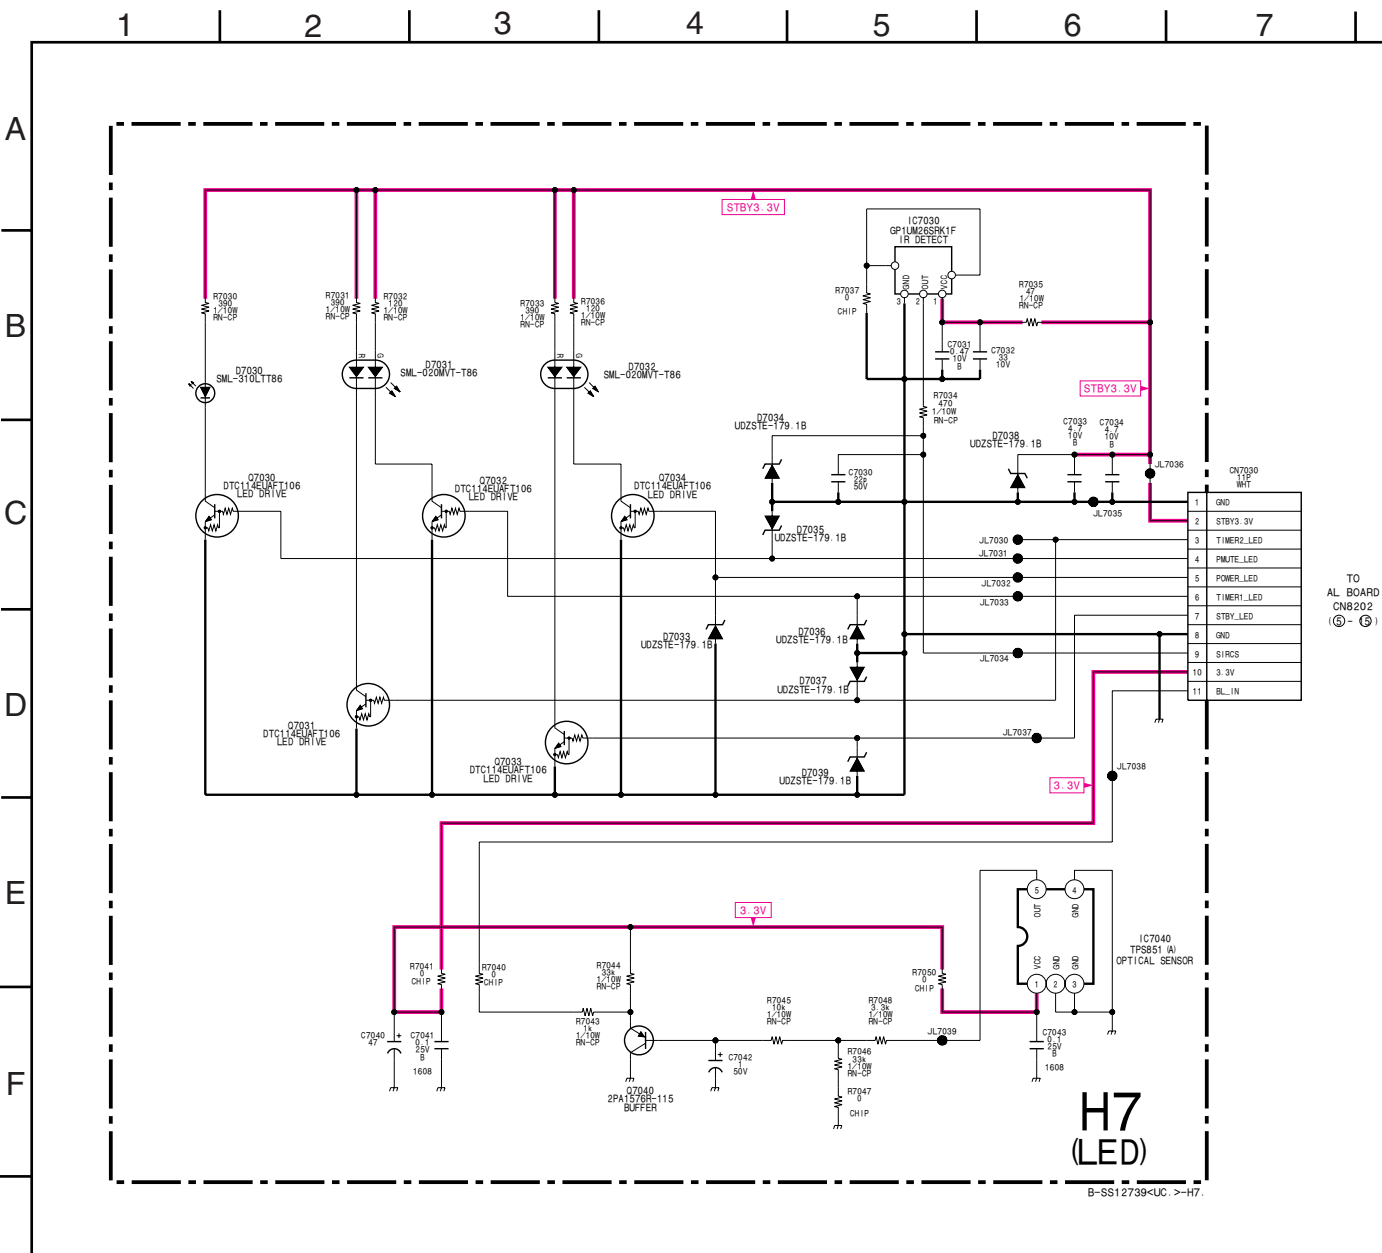 1 2 3 4 5 6 7
A
B
C
D
E
F
STBY3.3V
IC7030
GP1UM26SRK1F
IR DETECT
GND
OUT
VCC
3 2 1
R7030
390
1/10W
RN-CP
R7031
390
1/10W
RN-CP
R7032
120
1/10W
RN-CP
R7033
390
1/10W
RN-CP
R7036
120
1/10W
RN-CP
R7037
0
CHIP
R7035
47
1/10W
RN-CP
C7031
0.47
10V
B
C7032
33
10V
D7030
SML-310LTT86
R G
D7031
SML-020MVT-T86
R G
D7032
SML-020MVT-T86
STBY3.3V
R7034
470
1/10W
RN-CP
D7034
UDZSTE-179.1B
D7038
UDZSTE-179.1B
C7033
4.7
10V
B
C7034
4.7
10V
B
C7030
22p
50V
JL7036
JL7035
Q7030
DTC114EUAFT106
LED DRIVE
Q7032
DTC114EUAFT106
LED DRIVE
Q7034
DTC114EUAFT106
LED DRIVE
D7035
UDZSTE-179.1B
JL7030
JL7031
JL7032
JL7033
CN7030
11P
WHT
1 GND
2 STBY3.3V
3 TIMER2_LED
4 PMUTE_LED
5 POWER_LED
6 TIMER1_LED
7 STBY_LED
8 GND
9 SIRCS
10 3.3V
11 BL_IN
TO
AL BOARD
CN8202
(⑤- ⑮)
D7033
UDZSTE-179.1B
D7036
UDZSTE-179.1B
JL7034
D7037
UDZSTE-179.1B
Q7031
DTC114EUAFT106
LED DRIVE
Q7033
DTC114EUAFT106
LED DRIVE
D7039
UDZSTE-179.1B
JL7037
JL7038
3.3V
3.3V
5 4
OUT
GND
VCC
GND
GND
1 2 3
IC7040
TPS851 (A)
OPTICAL SENSOR
R7041
0
CHIP
R7040
0
CHIP
R7044
33k
1/10W
RN-CP
R7050
0
CHIP
R7043
1k
1/10W
RN-CP
R7045
10k
1/10W
RN-CP
R7048
3.3k
1/10W
RN-CP
JL7039
C7040
47
+
C7041
0.1
25V
B
1608
Q7040
2PA1576R-115
BUFFER
+
C7042
1
50V
R7046
33k
1/10W
RN-CP
R7047
0
CHIP
C7043
0.1
25V
B
1608
H7
(LED)
B-SS12739<UC.>-H7.